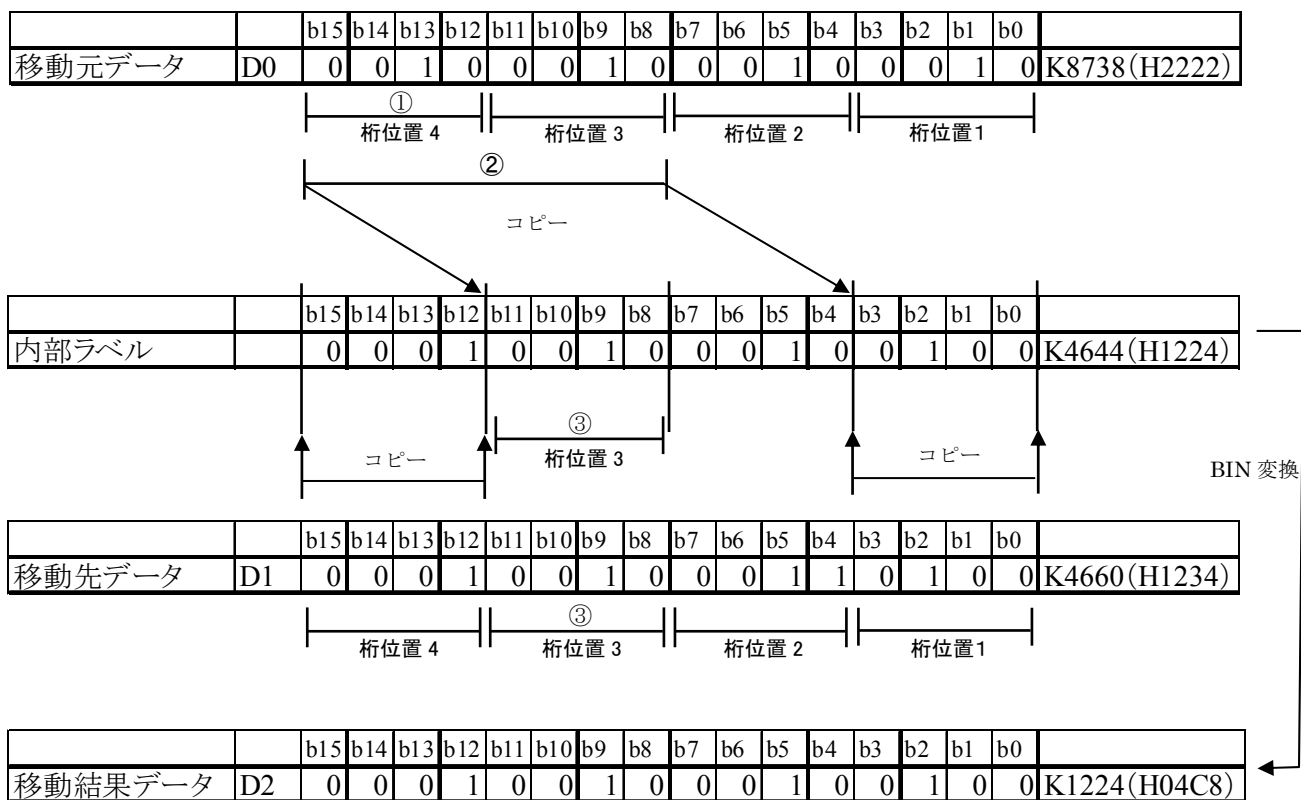 b15 b14 b13 b12 b11 b10 b9 b8 b7 b6 b5 b4 b3 b2 b1 b0
移動元データ D0 0 0 1 0 0 0 1 0 0 0 1 0 0 0 1 0 K8738(H2222)
①
桁位置 4 桁位置 3 桁位置 2 桁位置1
②
コピー
b15 b14 b13 b12 b11 b10 b9 b8 b7 b6 b5 b4 b3 b2 b1 b0
内部ラベル 0 0 0 1 0 0 1 0 0 0 1 0 0 1 0 0 K4644(H1224)
③
コピー 桁位置 3 コピー
BIN 変換
b15 b14 b13 b12 b11 b10 b9 b8 b7 b6 b5 b4 b3 b2 b1 b0
移動先データ D1 0 0 0 1 0 0 1 0 0 0 1 1 0 1 0 0 K4660(H1234)
③
桁位置 4 桁位置 3 桁位置 2 桁位置1
b15 b14 b13 b12 b11 b10 b9 b8 b7 b6 b5 b4 b3 b2 b1 b0
移動結果データ D2 0 0 0 1 0 0 1 0 0 0 1 0 0 1 0 0 K1224(H04C8)